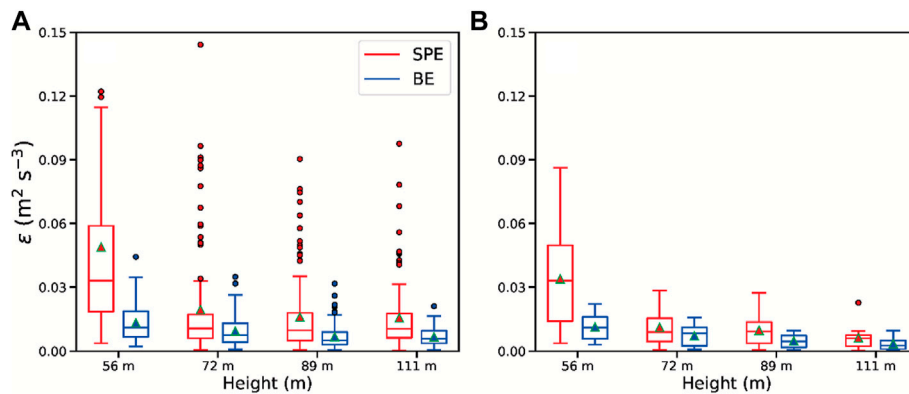 A
B
0.15
0.12
0.09
0.06
0.03
0.00
ε (m² s⁻³)
SPE
BE
56 m
72 m
89 m
111 m
Height (m)
0.15
0.12
0.09
0.06
0.03
0.00
56 m
72 m
89 m
111 m
Height (m)